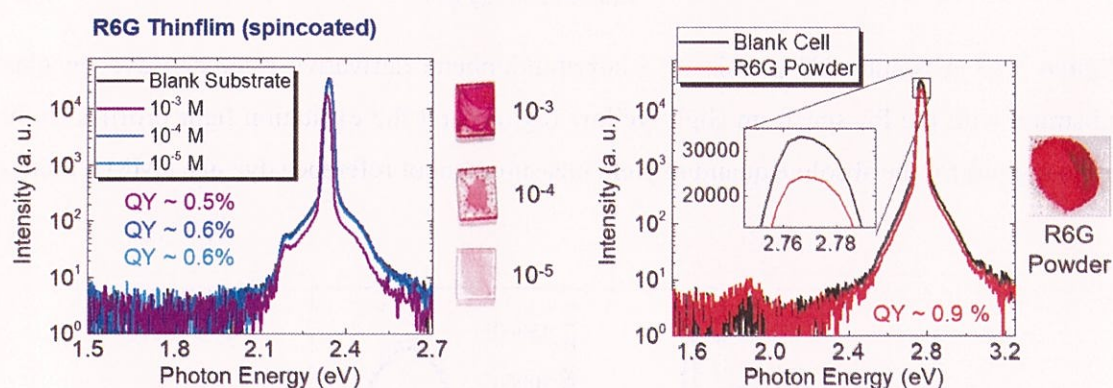 R6G Thinflim (spincoated)
Blank Substrate
10⁻³ M
10⁻⁴ M
10⁻⁵ M
QY ~ 0.5%
QY ~ 0.6%
QY ~ 0.6%
Intensity (a. u.)
10⁴
10³
10²
10¹
10⁰
1.5
1.8
2.1
2.4
2.7
Photon Energy (eV)
10⁻³
10⁻⁴
10⁻⁵
Blank Cell
R6G Powder
Intensity (a. u.)
10⁴
10³
10²
10¹
10⁰
30000
20000
2.76 2.78
QY ~ 0.9 %
1.6
2.0
2.4
2.8
3.2
Photon Energy (eV)
R6G
Powder